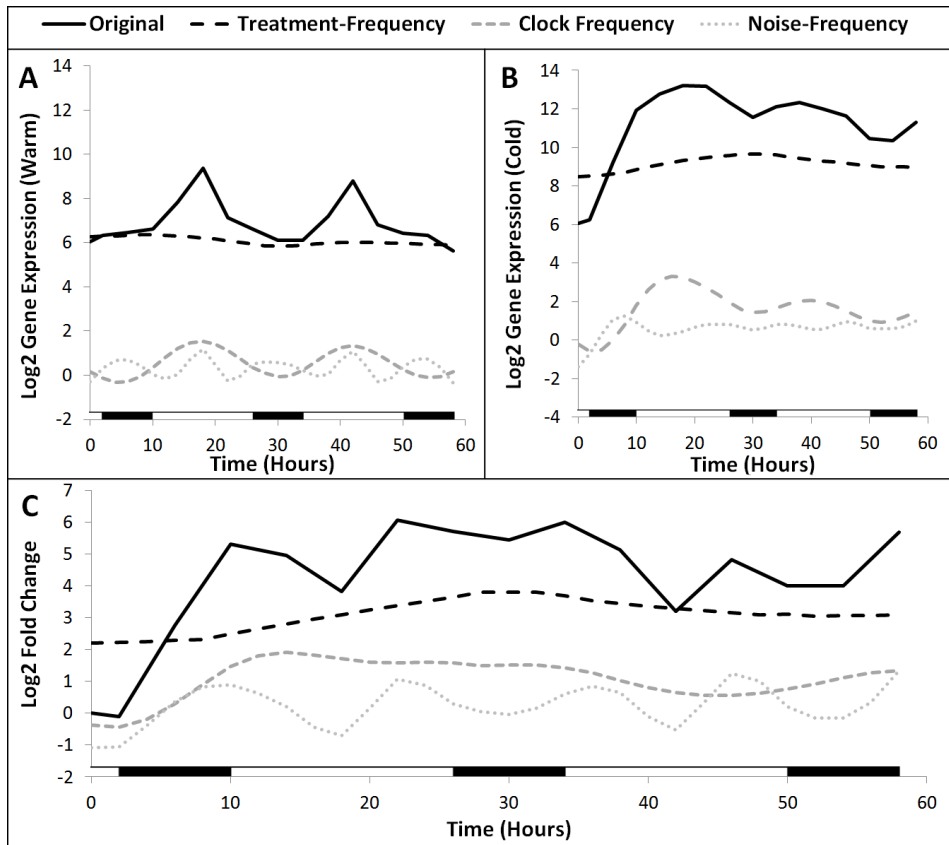 Original Treatment-Frequency Clock Frequency Noise-Frequency
A
14
12
10
8
6
4
2
0
-2
Log2 Gene Expression (Warm)
0 10 20 30 40 50 60
Time (Hours)
B
14
12
10
8
6
4
2
0
-2
-4
Log2 Gene Expression (Cold)
0 10 20 30 40 50 60
Time (Hours)
C
7
6
5
4
3
2
1
0
-1
-2
Log2 Fold Change
0 10 20 30 40 50 60
Time (Hours)